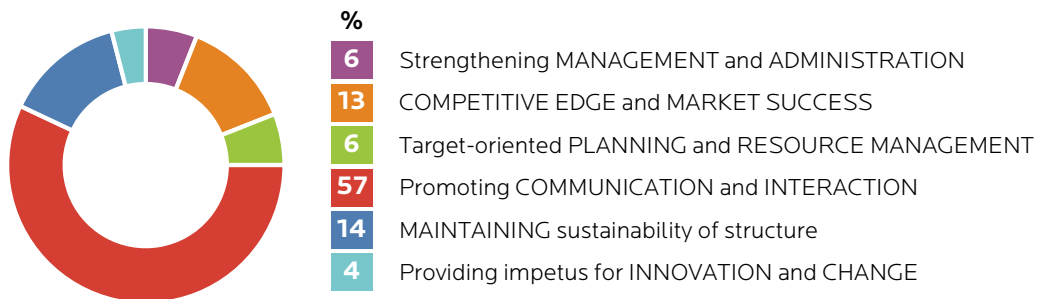 %
6 Strengthening MANAGEMENT and ADMINISTRATION
13 COMPETITIVE EDGE and MARKET SUCCESS
6 Target-oriented PLANNING and RESOURCE MANAGEMENT
57 Promoting COMMUNICATION and INTERACTION
14 MAINTAINING sustainability of structure
4 Providing impetus for INNOVATION and CHANGE